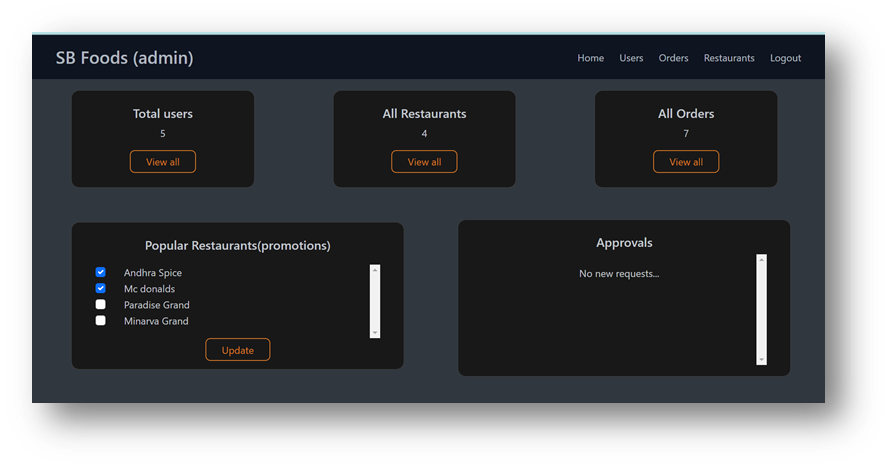 SB Foods (admin)
Home Users Orders Restaurants Logout
Total users
5
View all
All Restaurants
4
View all
All Orders
7
View all
Popular Restaurants(promotions)
Andhra Spice
Mc donalds
Paradise Grand
Minarva Grand
Update
Approvals
No new requests...